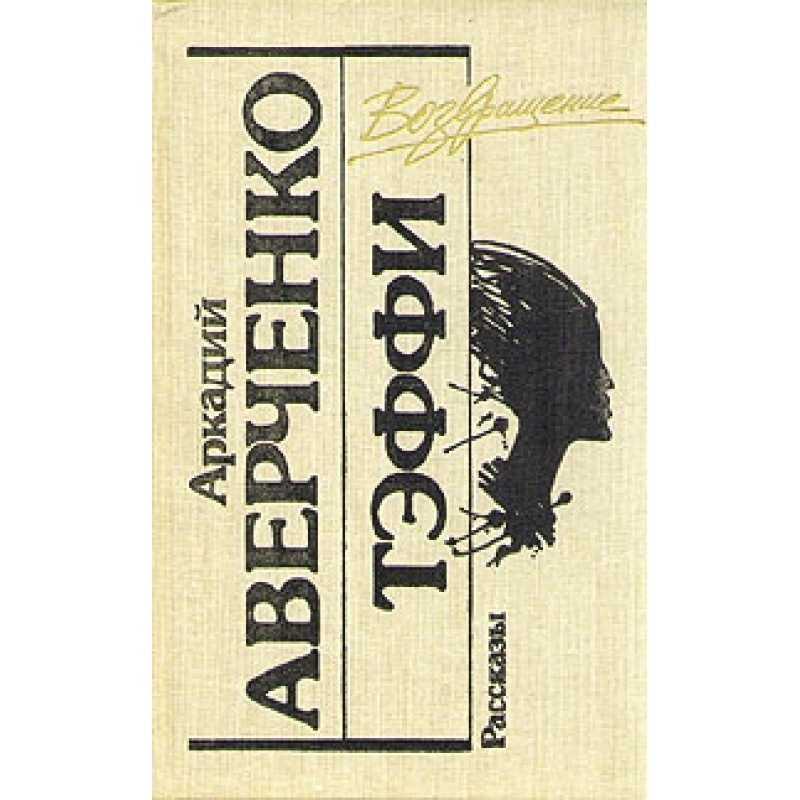 Возвращение
Аркадий
АВЕРЧЕНКО
ТЭФФИ
Рассказы